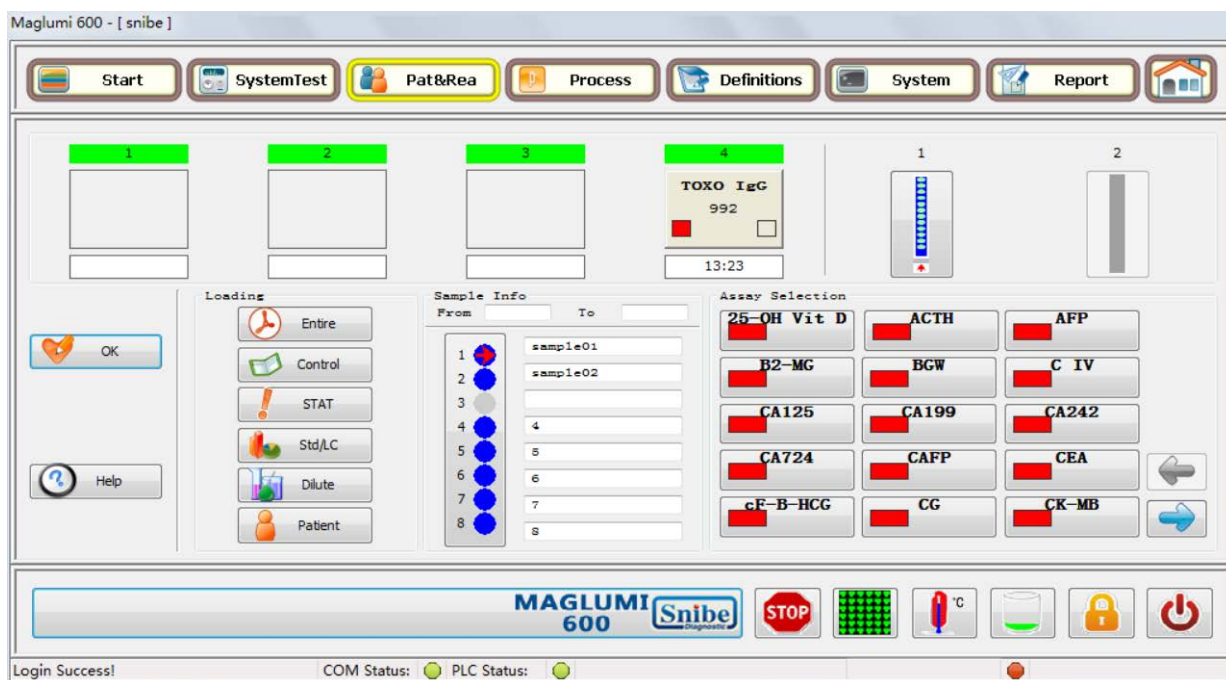 Maglumi 600 - [ snibe ]
Start SystemTest Pat&Rea Process Definitions System Report
1 2 3 4 1 2
TOXO IgG
992
13:23
Loading
Entire
Control
STAT
Std/LC
Dilute
Patient
OK
Help
Sample Info
From To
1 sample01
2 sample02
3
4 4
5 5
6 6
7 7
8 8
Assay Selection
25-OH Vit D ACTH AFP
B2-MG BGW C IV
CA125 CA199 CA242
CA724 CAFP CEA
cF-B-HCG CG CK-MB
MAGLUMI
600
Snibe
Diagnostic
STOP
°C
Login Success! COM Status: PLC Status: